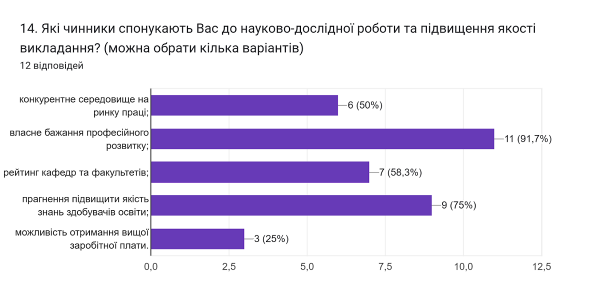 14. Які чинники спонукають Вас до науково-дослідної роботи та підвищення якості
викладання? (можна обрати кілька варіантів)
12 відповідей
конкурентне середовище на
ринку праці;
6 (50%)
власне бажання професійного
розвитку;
11 (91,7%)
рейтинг кафедр та факультетів;
7 (58,3%)
прагнення підвищити якість
знань здобувачів освіти;
9 (75%)
можливість отримання вищої
заробітної плати.
3 (25%)
0,0 2,5 5,0 7,5 10,0 12,5